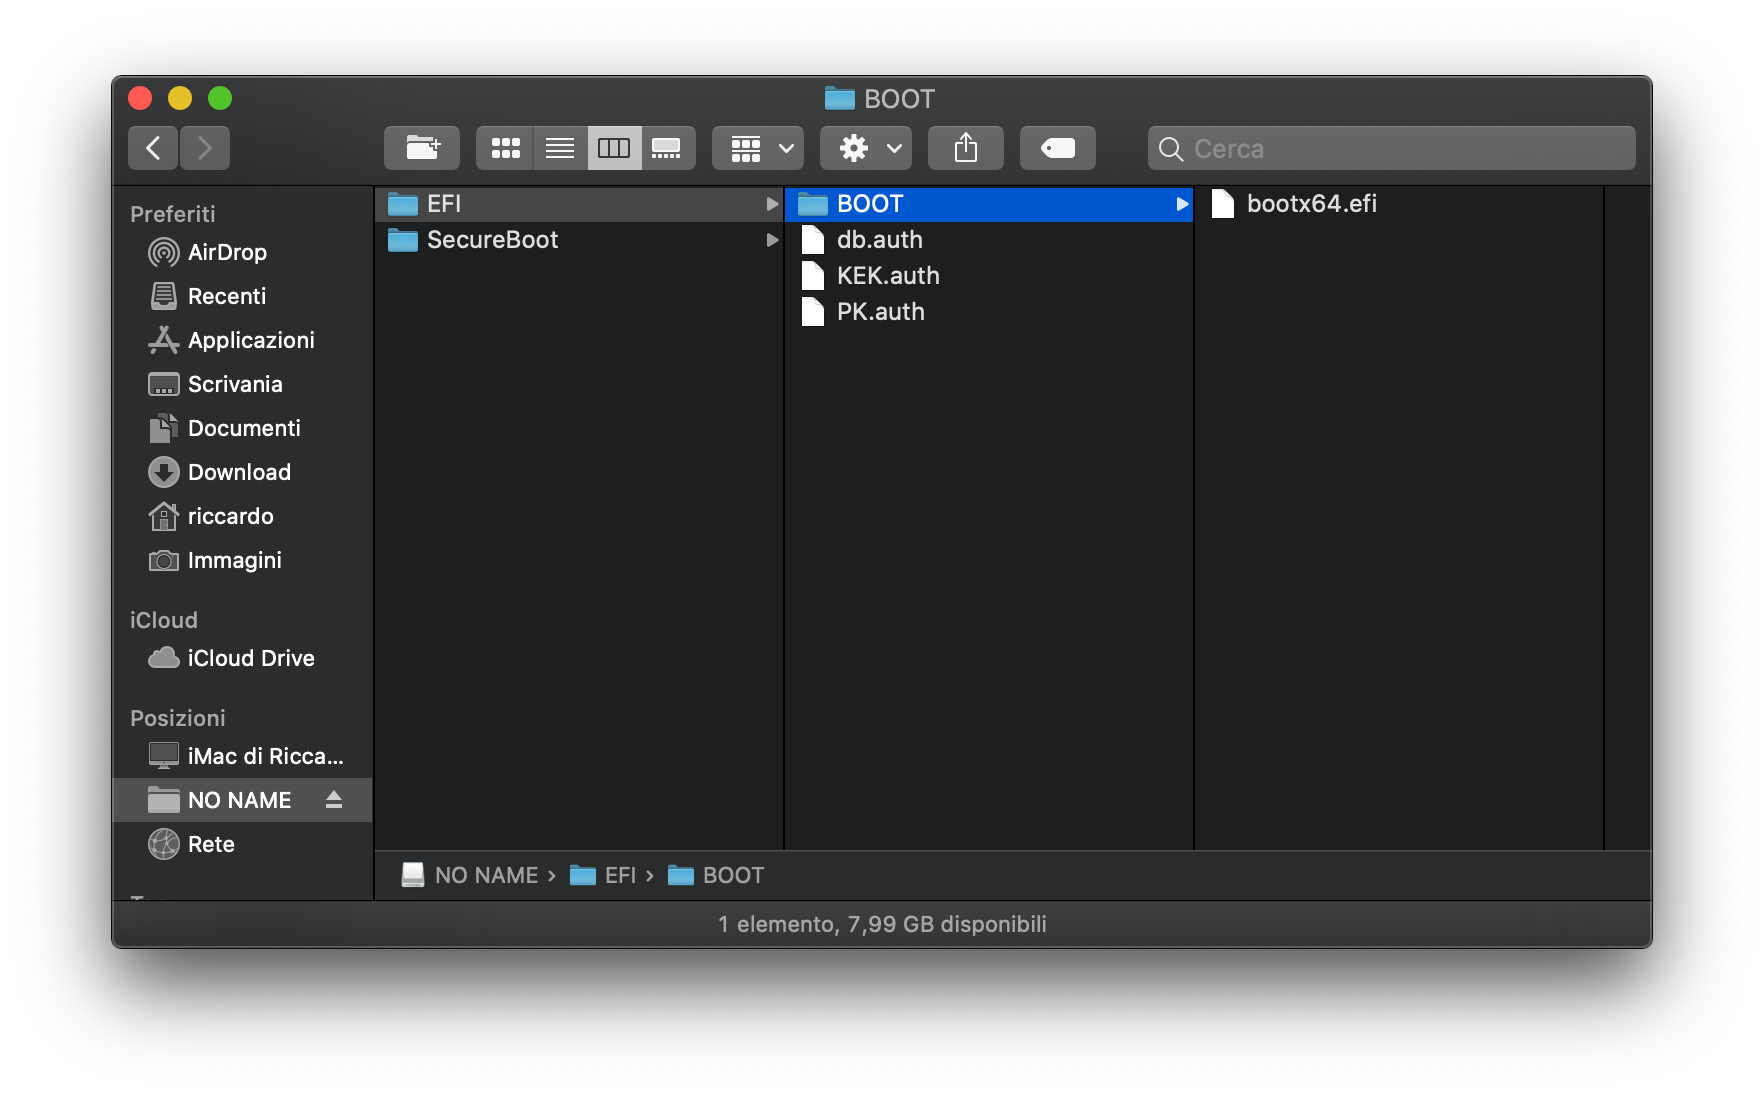 BOOT
Cerca
Preferiti
AirDrop
Recenti
Applicazioni
Scrivania
Documenti
Download
riccardo
Immagini
iCloud
iCloud Drive
Posizioni
iMac di Ricca...
NO NAME
Rete
EFI
SecureBoot
BOOT
db.auth
KEK.auth
PK.auth
bootx64.efi
NO NAME › EFI › BOOT
1 elemento, 7,99 GB disponibili